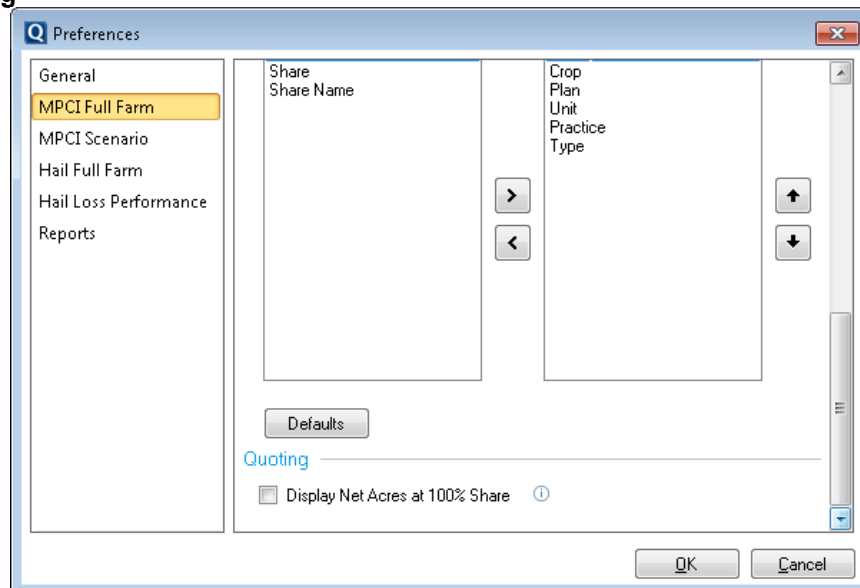 g
Q Preferences
General
MPCI Full Farm
MPCI Scenario
Hail Full Farm
Hail Loss Performance
Reports
Share
Share Name
Crop
Plan
Unit
Practice
Type
Defaults
Quoting
Display Net Acres at 100% Share
OK
Cancel